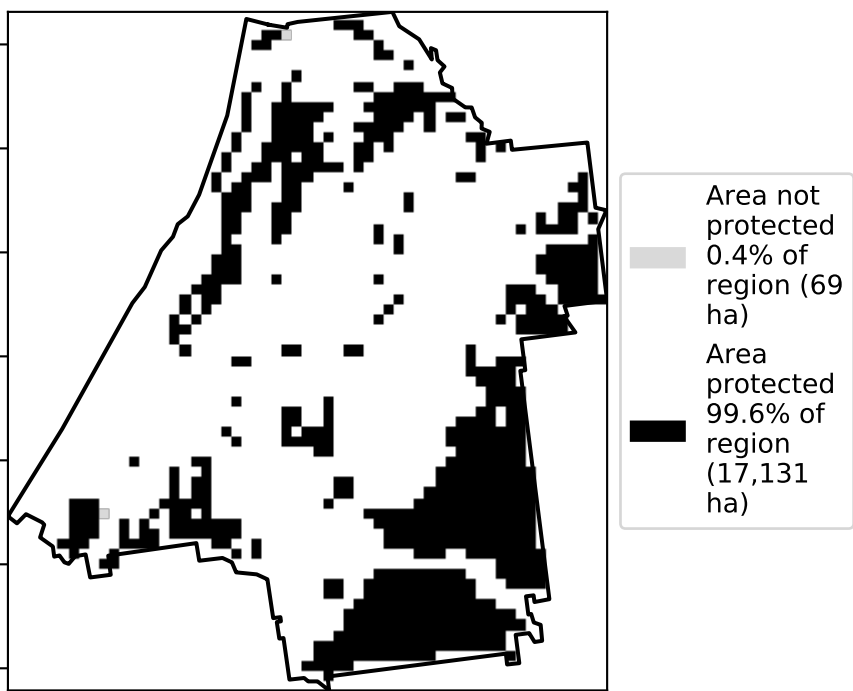 Area not
protected
0.4% of
region (69
ha)
Area
protected
99.6% of
region
(17,131
ha)